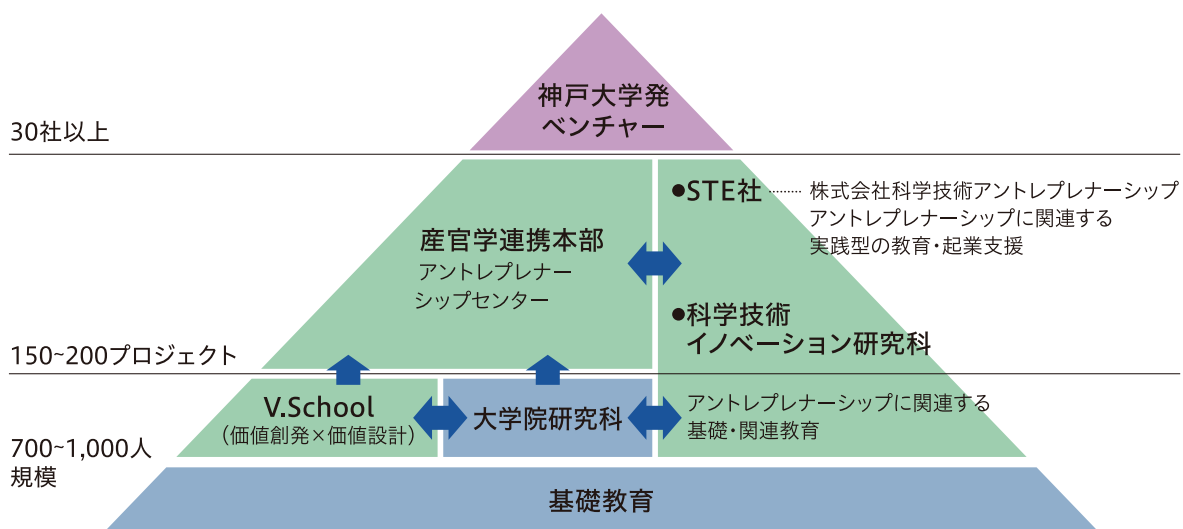 神戸大学発
ベンチャー
30社以上
●STE社
株式会社科学技術アントレプレナーシップ
アントレプレナーシップに関連する
実践型の教育・起業支援
産官学連携本部
アントレプレナー
シップセンター
●科学技術
イノベーション研究科
150~200プロジェクト
V.School
(価値創発×価値設計)
大学院研究科
アントレプレナーシップに関連する
基礎・関連教育
700~1,000人
規模
基礎教育